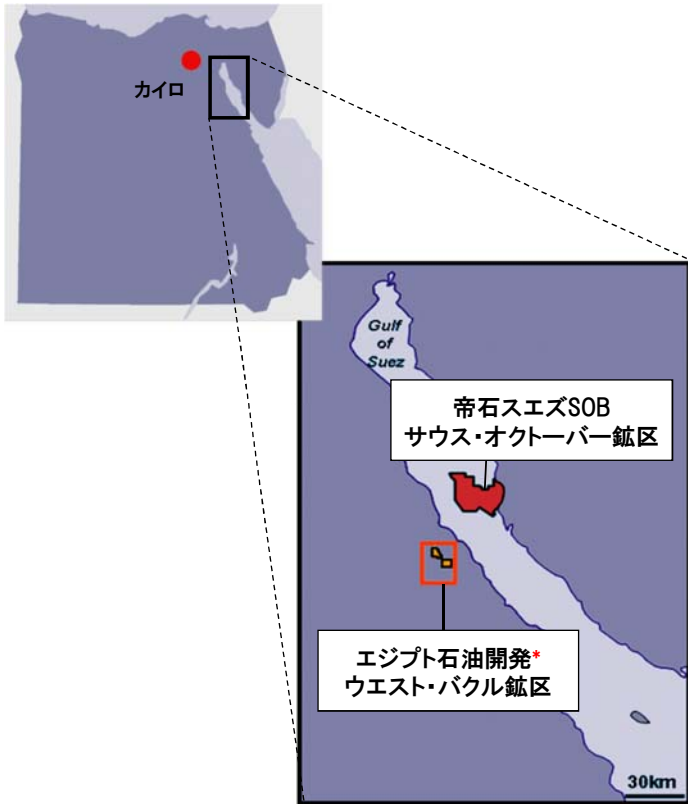 カイロ
Gulf
of
Suez
帝石スエズSOB
サウス・オクトーバー鉱区
エジプト石油開発*
ウエスト・バクル鉱区
30km